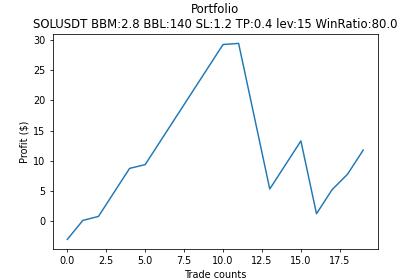 Portfolio
SOLUSDT BBM:2.8 BBL:140 SL:1.2 TP:0.4 lev:15 WinRatio:80.0
30
25
20
15
10
5
0
Profit ($)
0.0 2.5 5.0 7.5 10.0 12.5 15.0 17.5
Trade counts